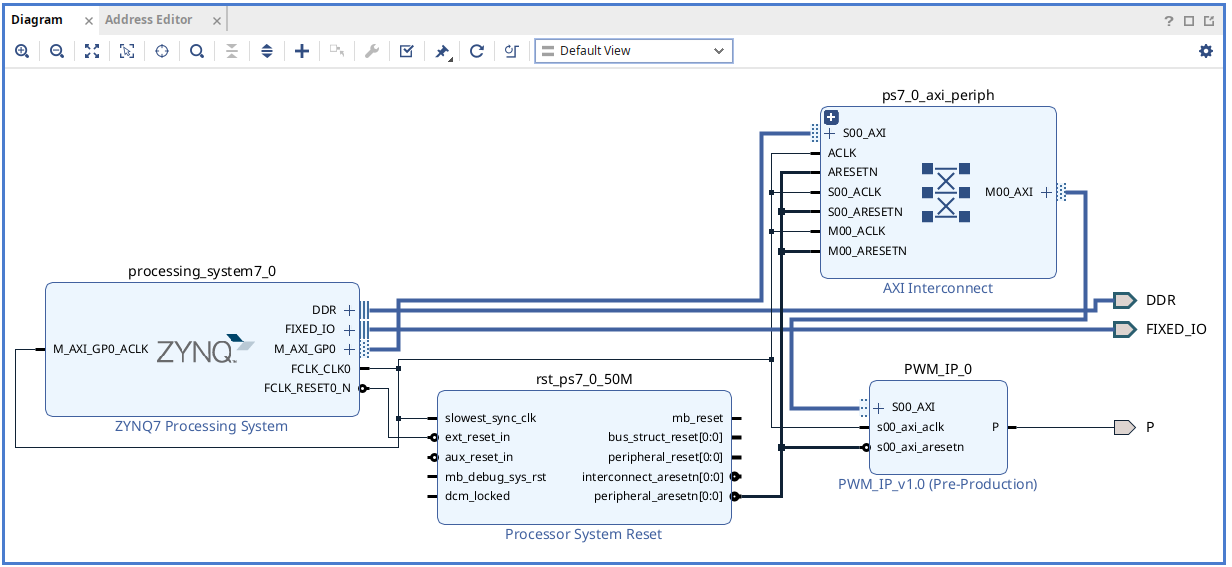 Diagram
Address Editor
Default View
ps7_0_axi_periph
S00_AXI
ACLK
ARESETN
S00_ACLK
S00_ARESETN
M00_ACLK
M00_ARESETN
M00_AXI
AXI Interconnect
processing_system7_0
M_AXI_GP0_ACLK
ZYNQ
DDR
FIXED_IO
M_AXI_GP0
FCLK_CLK0
FCLK_RESET0_N
ZYNQ7 Processing System
rst_ps7_0_50M
slowest_sync_clk
ext_reset_in
aux_reset_in
mb_debug_sys_rst
dcm_locked
mb_reset
bus_struct_reset[0:0]
peripheral_reset[0:0]
interconnect_aresetn[0:0]
peripheral_aresetn[0:0]
Processor System Reset
PWM_IP_0
S00_AXI
s00_axi_aclk
s00_axi_aresetn
P
PWM_IP_v1.0 (Pre-Production)
DDR
FIXED_IO
P